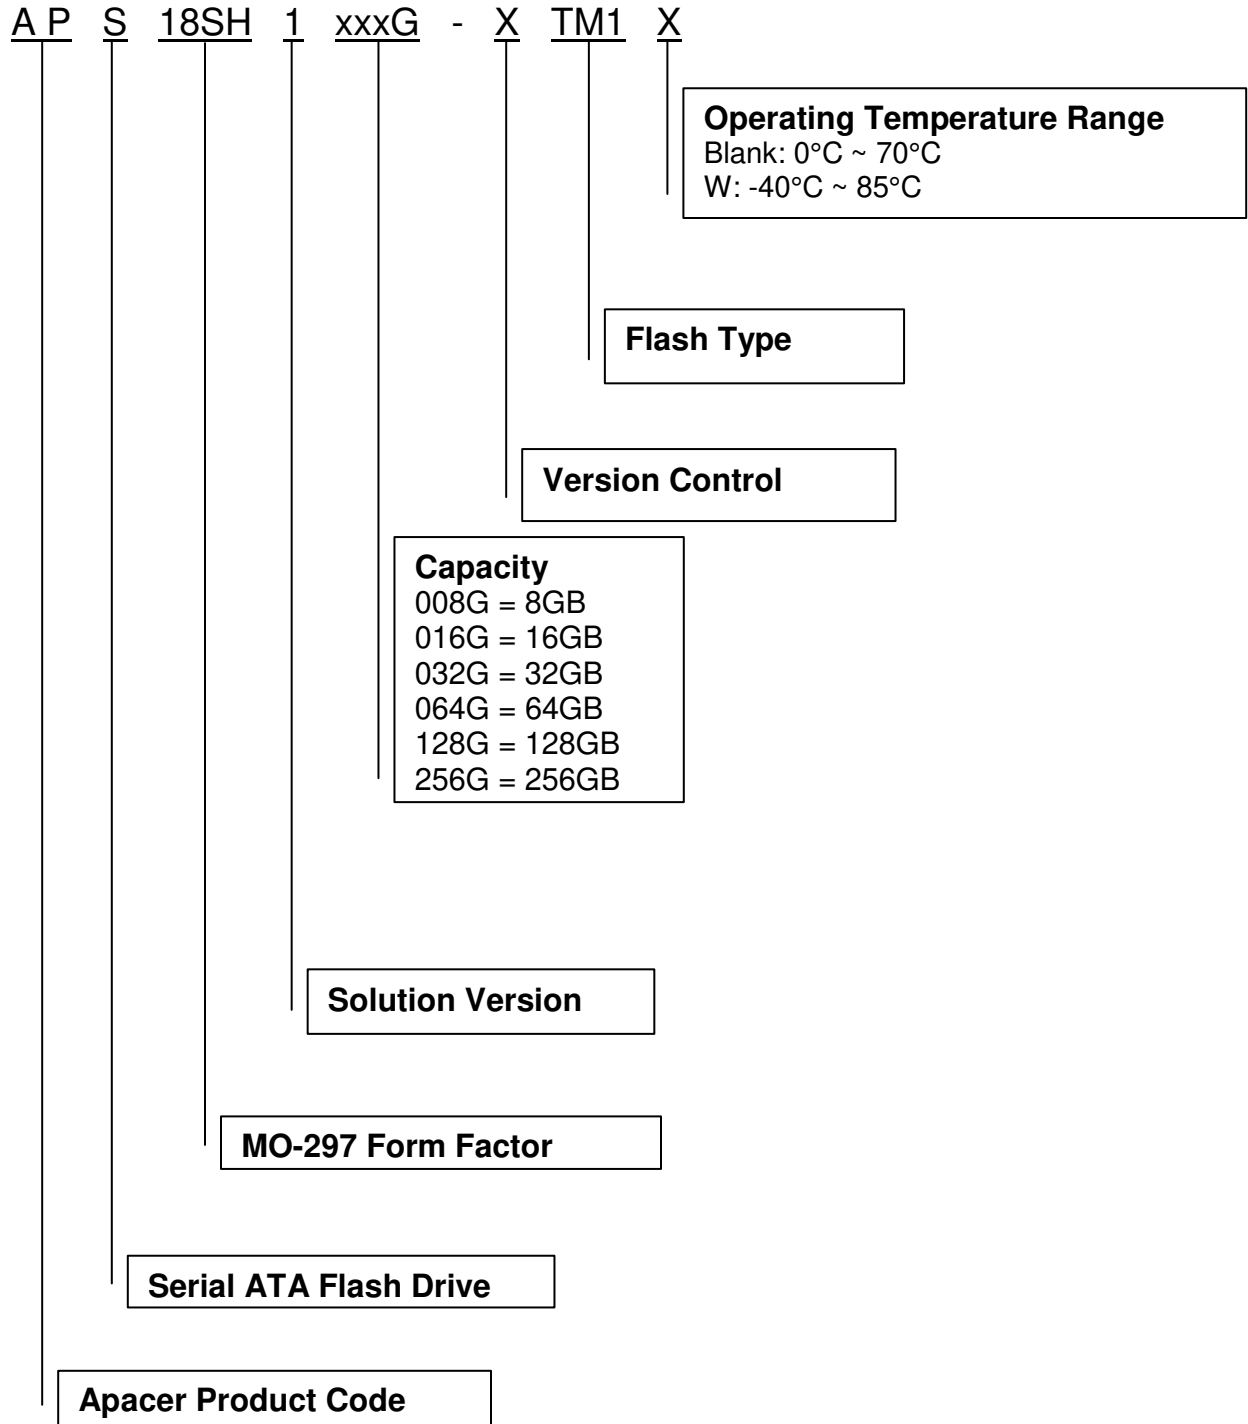 A P S 18SH 1 xxxG - X TM1 X
Operating Temperature Range
Blank: 0°C ~ 70°C
W: -40°C ~ 85°C
Flash Type
Version Control
Capacity
008G = 8GB
016G = 16GB
032G = 32GB
064G = 64GB
128G = 128GB
256G = 256GB
Solution Version
MO-297 Form Factor
Serial ATA Flash Drive
Apacer Product Code